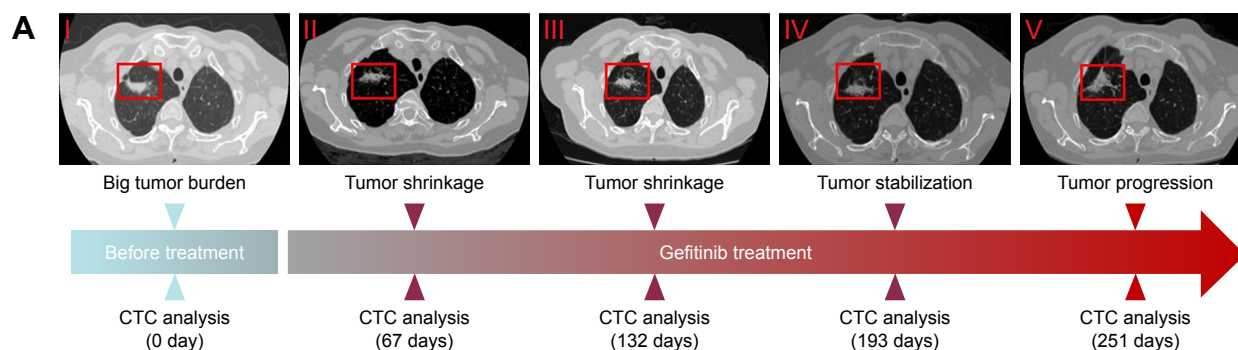 A
I II III IV V
Big tumor burden Tumor shrinkage Tumor shrinkage Tumor stabilization Tumor progression
Before treatment Gefitinib treatment
CTC analysis CTC analysis CTC analysis CTC analysis CTC analysis
(0 day) (67 days) (132 days) (193 days) (251 days)